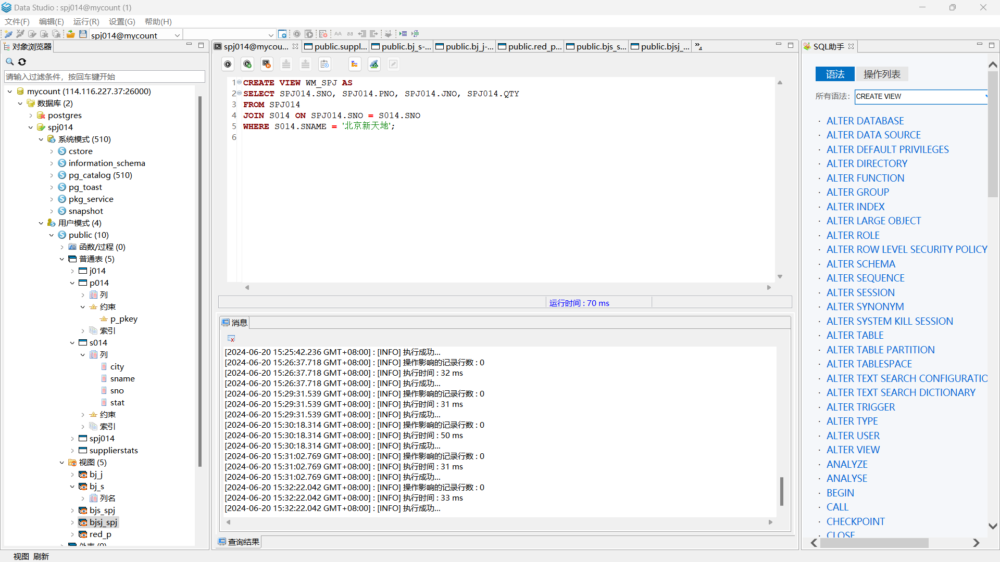 Data Studio : spj014@mycount (1)
文件(F) 编辑(E) 运行(R) 设置(G) 帮助(H)
spj014@mycount
AA aa
对象浏览器
请输入过滤条件，按回车键开始
mycount (114.116.227.37:26000)
数据库 (2)
postgres
spj014
系统模式 (510)
cstore
information_schema
pg_catalog (510)
pg_toast
pkg_service
snapshot
用户模式 (4)
public (10)
函数/过程 (0)
普通表 (5)
j014
p014
列
约束
p_pkey
索引
s014
列
city
sname
sno
stat
约束
索引
spj014
supplierstats
视图 (5)
bj_j
bj_s
列名
bjs_spj
bjsj_spj
red_p
外表 (0)
视图 刷新
spj014@mycou... public.suppl... public.bj_s-... public.bj_j-... public.red_p... public.bjs_s... public.bjsj_... »4
1 CREATE VIEW WM_SPJ AS
2 SELECT SPJ014.SNO, SPJ014.PNO, SPJ014.JNO, SPJ014.QTY
3 FROM SPJ014
4 JOIN S014 ON SPJ014.SNO = S014.SNO
5 WHERE S014.SNAME = '北京新天地';
6
运行时间 : 70 ms
消息
[2024-06-20 15:25:42.236 GMT+08:00] : [INFO] 执行成功...
[2024-06-20 15:26:37.718 GMT+08:00] : [INFO] 操作影响的记录行数 : 0
[2024-06-20 15:26:37.718 GMT+08:00] : [INFO] 执行时间 : 32 ms
[2024-06-20 15:26:37.718 GMT+08:00] : [INFO] 执行成功...
[2024-06-20 15:29:31.539 GMT+08:00] : [INFO] 操作影响的记录行数 : 0
[2024-06-20 15:29:31.539 GMT+08:00] : [INFO] 执行时间 : 31 ms
[2024-06-20 15:29:31.539 GMT+08:00] : [INFO] 执行成功...
[2024-06-20 15:30:18.314 GMT+08:00] : [INFO] 操作影响的记录行数 : 0
[2024-06-20 15:30:18.314 GMT+08:00] : [INFO] 执行时间 : 50 ms
[2024-06-20 15:30:18.314 GMT+08:00] : [INFO] 执行成功...
[2024-06-20 15:31:02.769 GMT+08:00] : [INFO] 操作影响的记录行数 : 0
[2024-06-20 15:31:02.769 GMT+08:00] : [INFO] 执行时间 : 31 ms
[2024-06-20 15:31:02.769 GMT+08:00] : [INFO] 执行成功...
[2024-06-20 15:32:22.042 GMT+08:00] : [INFO] 操作影响的记录行数 : 0
[2024-06-20 15:32:22.042 GMT+08:00] : [INFO] 执行时间 : 33 ms
[2024-06-20 15:32:22.042 GMT+08:00] : [INFO] 执行成功...
查询结果
SQL助手
语法 操作列表
所有语法: CREATE VIEW
· ALTER DATABASE
· ALTER DATA SOURCE
· ALTER DEFAULT PRIVILEGES
· ALTER DIRECTORY
· ALTER FUNCTION
· ALTER GROUP
· ALTER INDEX
· ALTER LARGE OBJECT
· ALTER ROLE
· ALTER ROW LEVEL SECURITY POLICY
· ALTER SCHEMA
· ALTER SEQUENCE
· ALTER SESSION
· ALTER SYNONYM
· ALTER SYSTEM KILL SESSION
· ALTER TABLE
· ALTER TABLE PARTITION
· ALTER TABLESPACE
· ALTER TEXT SEARCH CONFIGURATIO
· ALTER TEXT SEARCH DICTIONARY
· ALTER TRIGGER
· ALTER TYPE
· ALTER USER
· ALTER VIEW
· ANALYZE
· ANALYSE
· BEGIN
· CALL
· CHECKPOINT
· CLOSE